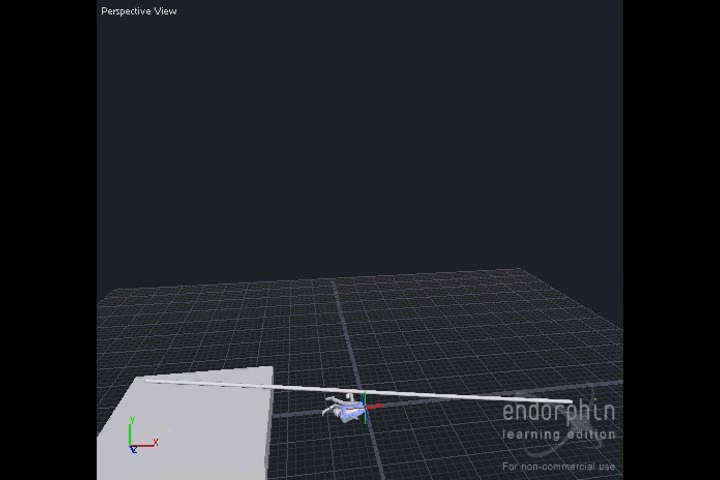 Perspective View
Y
X
Z
endorphin
learning edition
For non-commercial use